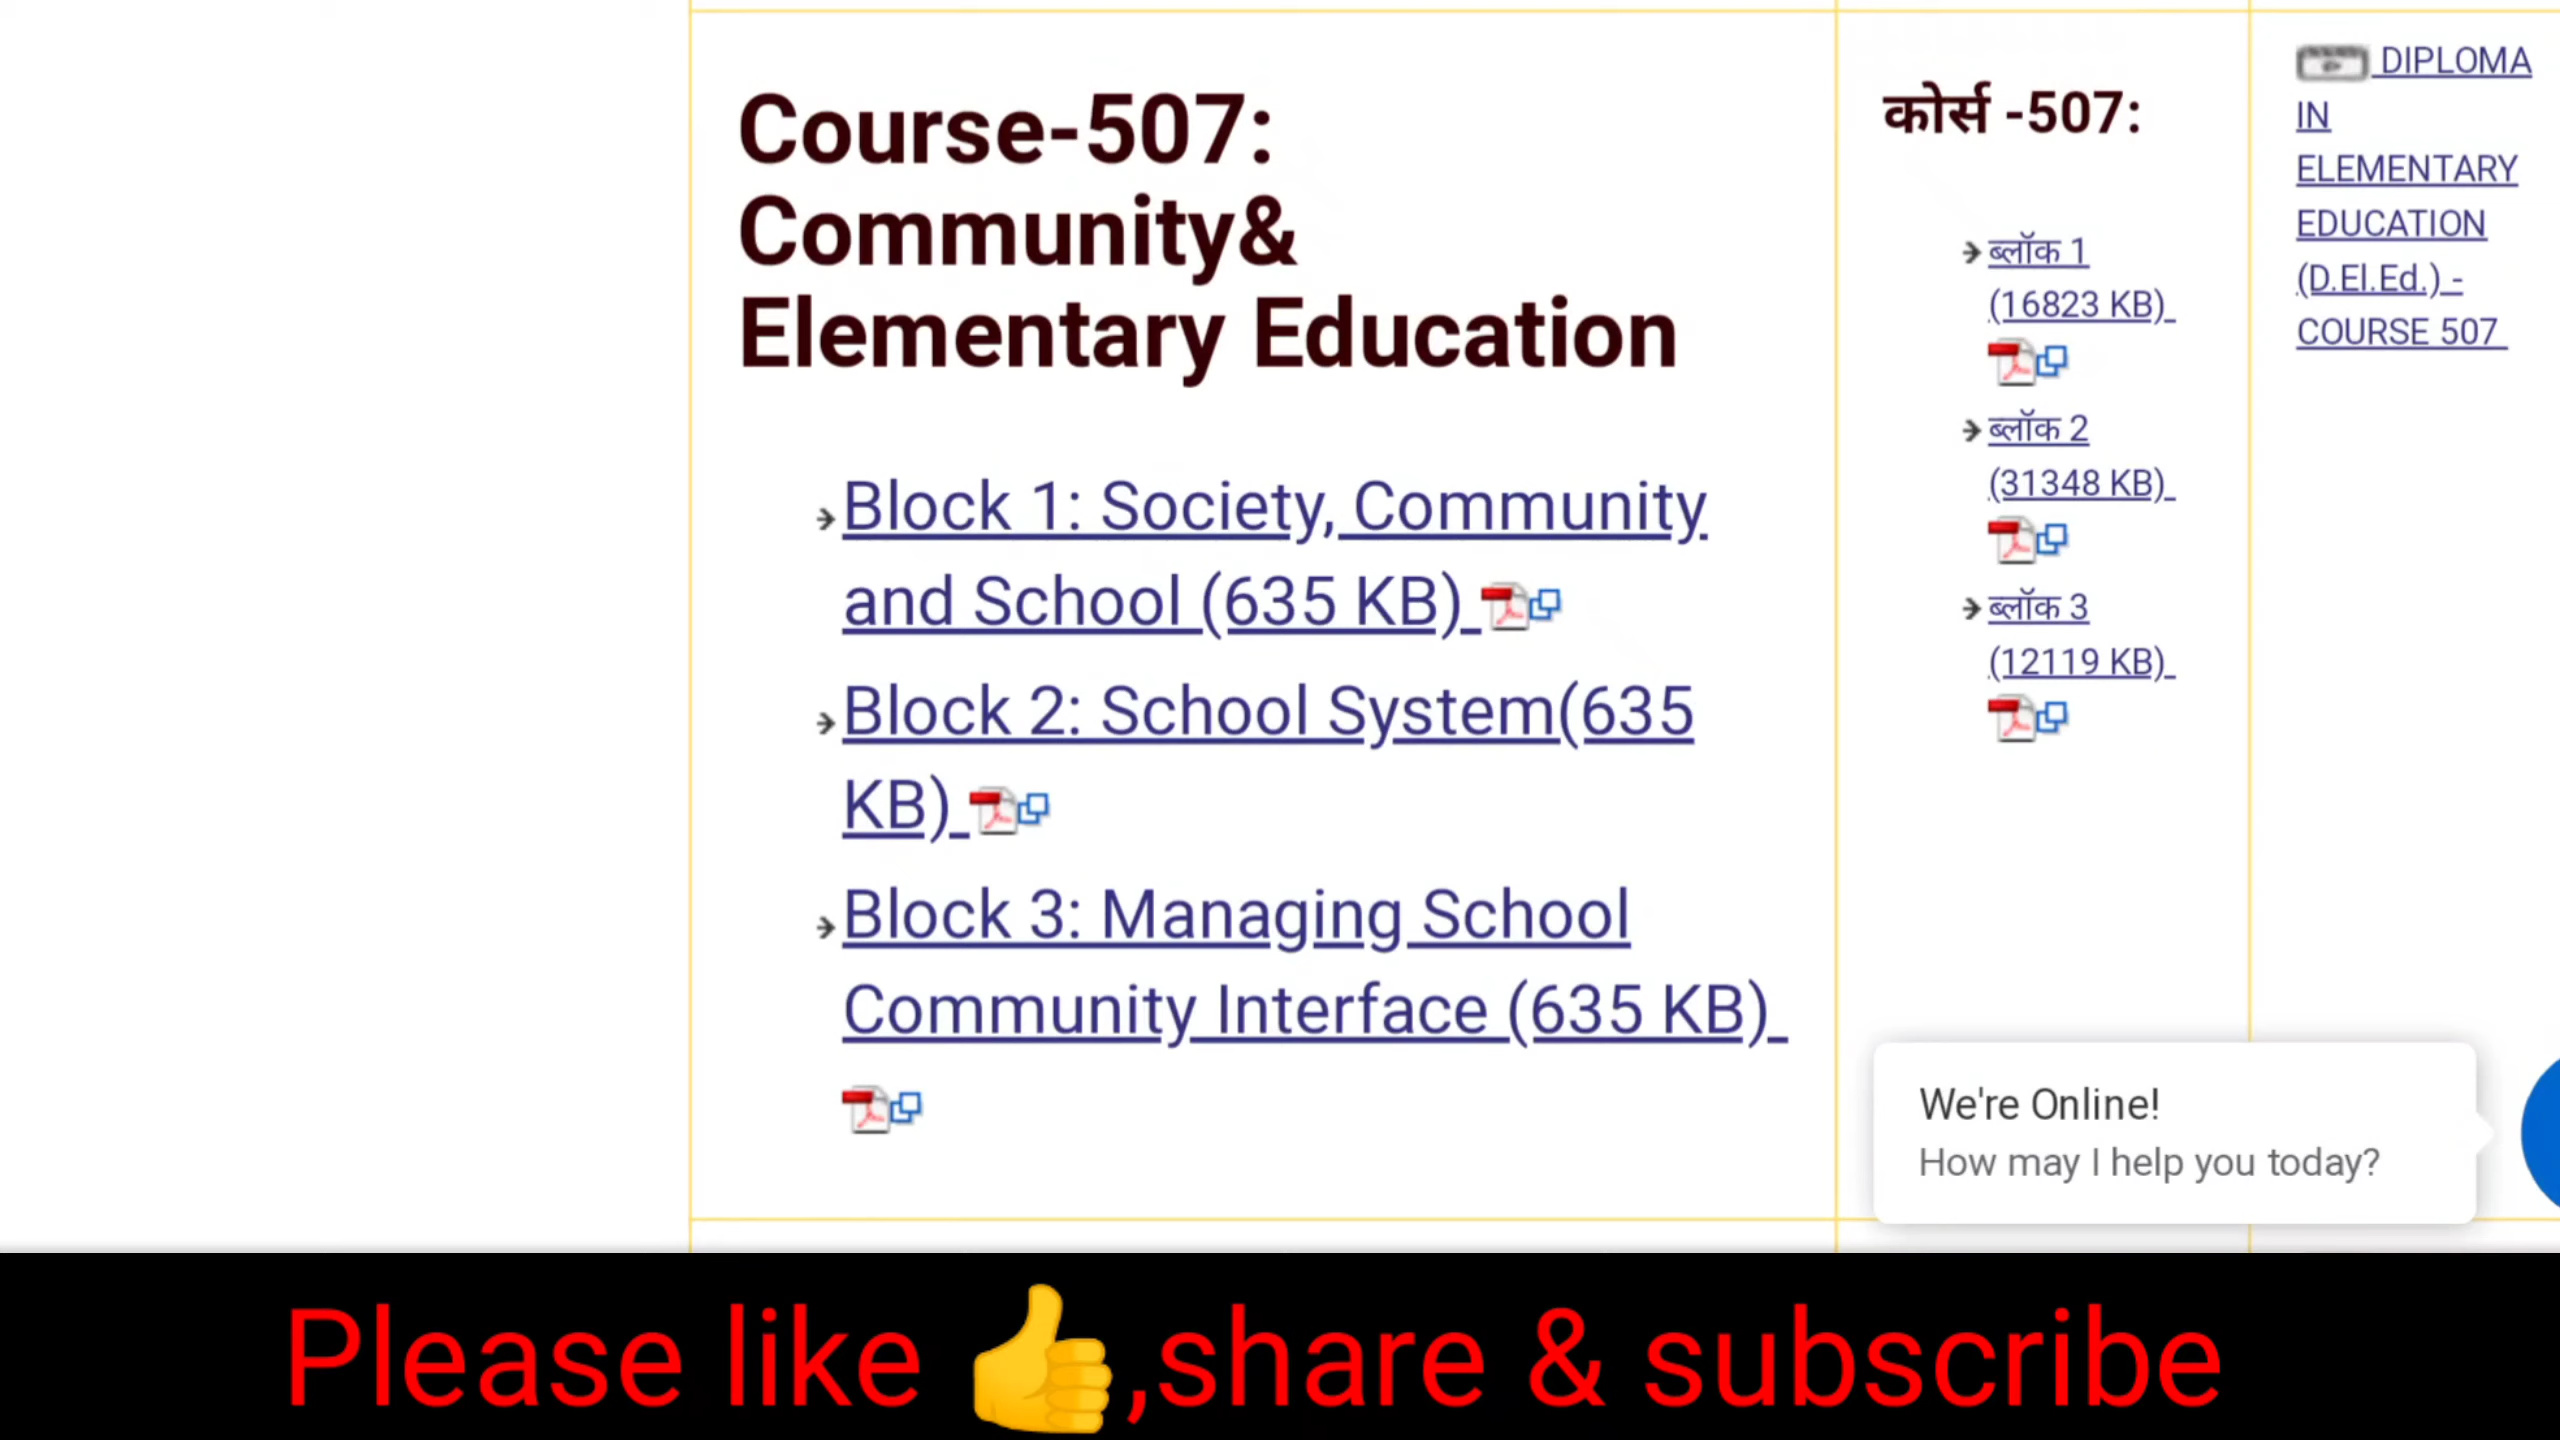 Course-507:
Community&
Elementary Education
Block 1: Society, Community
and School (635 KB)
Block 2: School System(635
KB)
Block 3: Managing School
Community Interface (635 KB)
कोर्स -507:
ब्लॉक 1
(16823 KB)
ब्लॉक 2
(31348 KB)
ब्लॉक 3
(12119 KB)
DIPLOMA
IN
ELEMENTARY
EDUCATION
(D.El.Ed.) -
COURSE 507
We're Online!
How may I help you today?
Please like 👍,share & subscribe